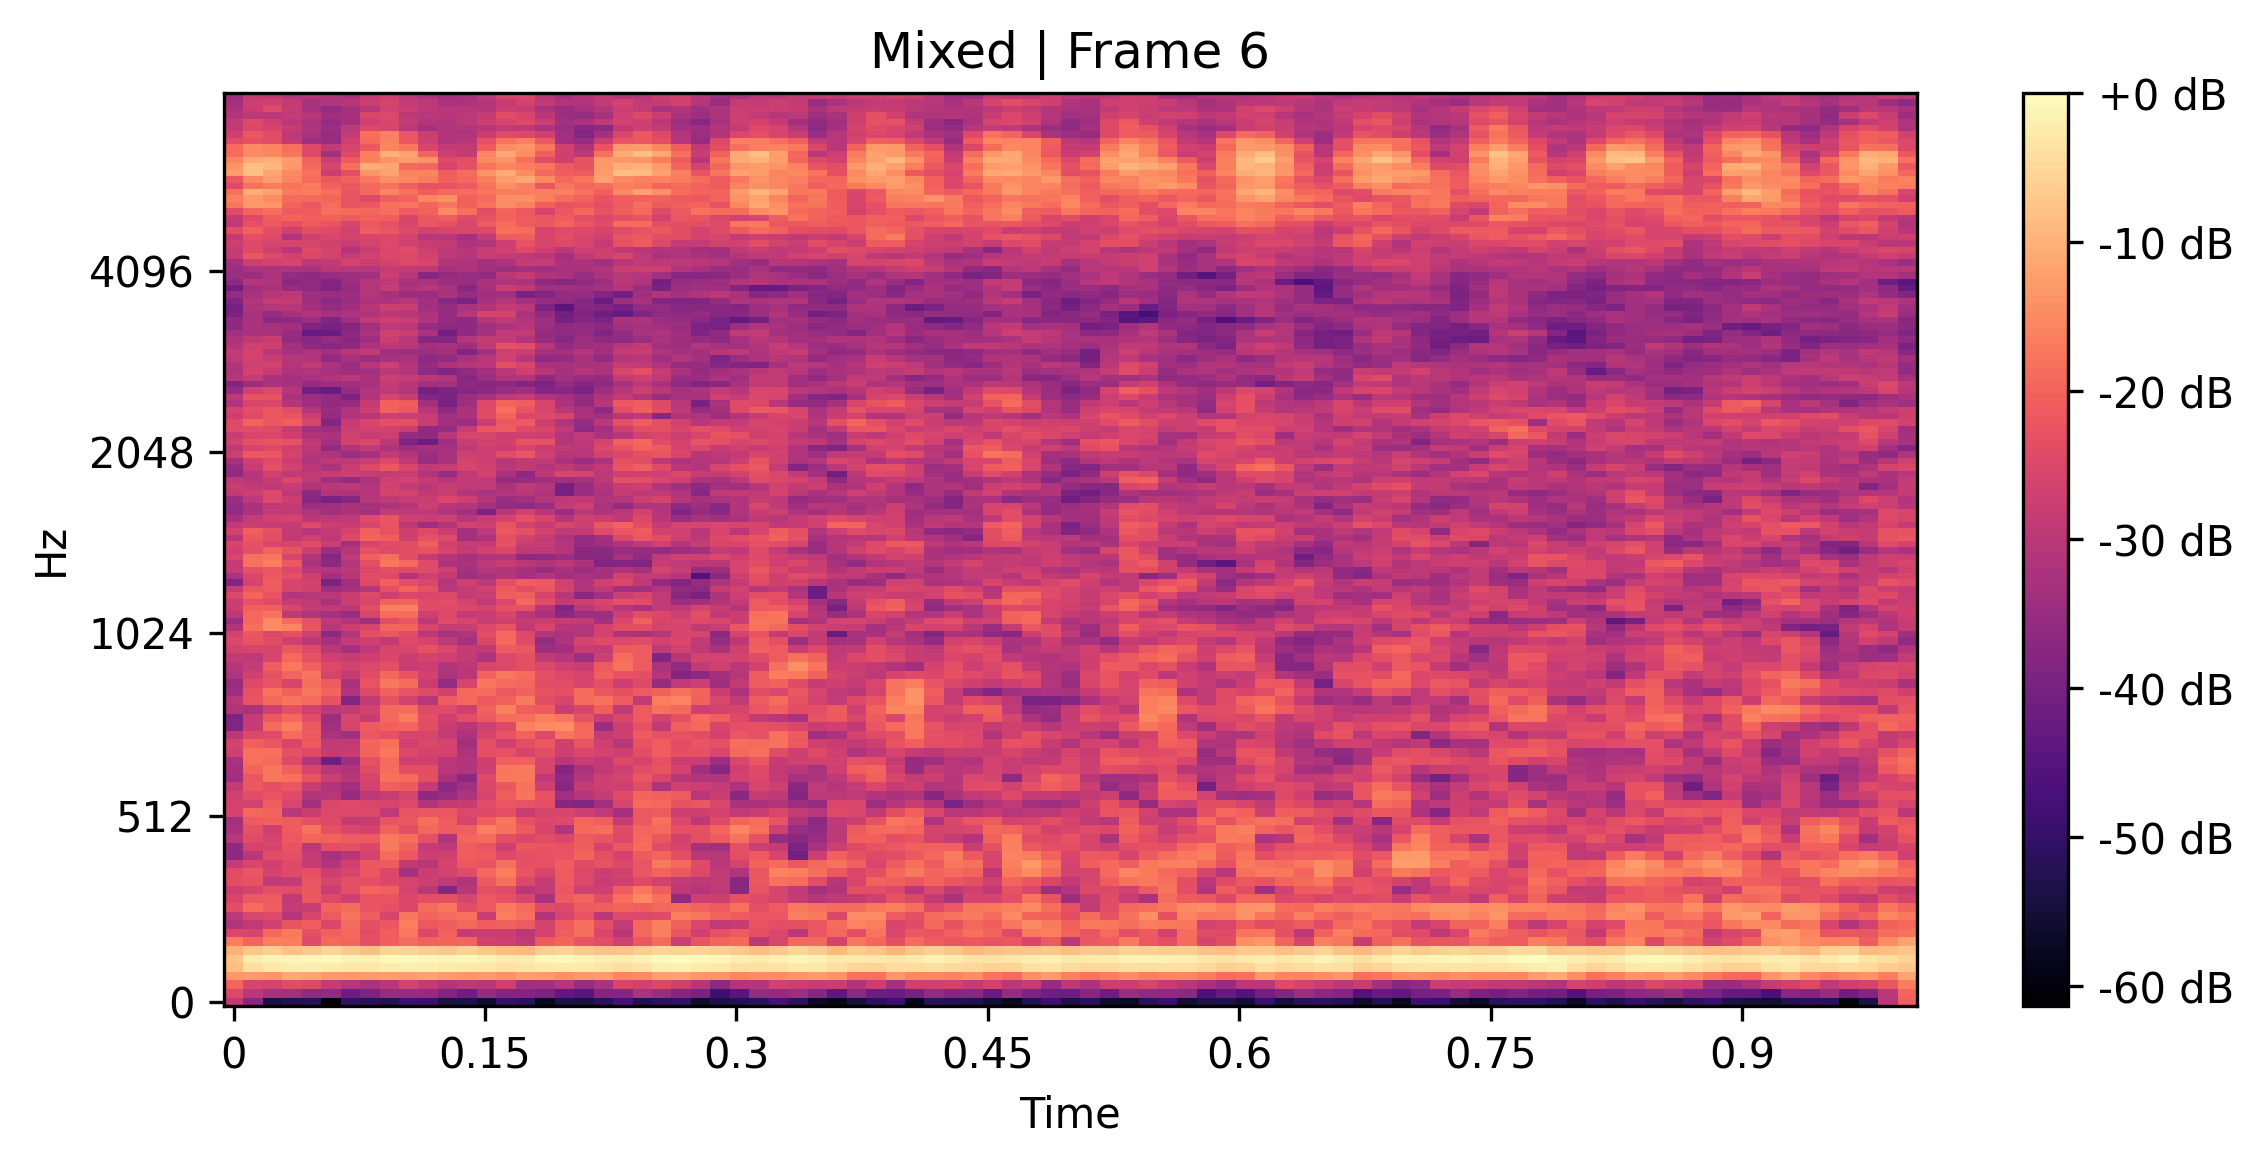 Mixed | Frame 6
+0 dB
-10 dB
-20 dB
-30 dB
-40 dB
-50 dB
-60 dB
Hz
4096
2048
1024
512
0
0 0.15 0.3 0.45 0.6 0.75 0.9
Time